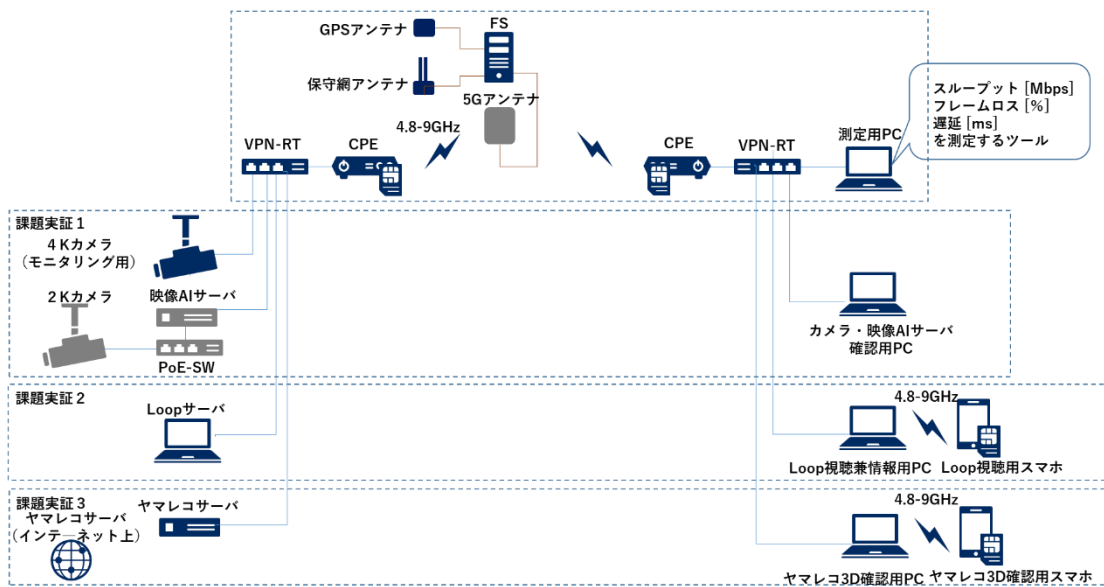 GPSアンテナ
FS
保守網アンテナ
5Gアンテナ
4.8-9GHz
VPN-RT
CPE
CPE
VPN-RT
測定用PC
スループット [Mbps]
フレームロス [%]
遅延 [ms]
を測定するツール
課題実証1
4Kカメラ
（モニタリング用）
2Kカメラ
映像AIサーバ
PoE-SW
カメラ・映像AIサーバ
確認用PC
課題実証2
Loopサーバ
4.8-9GHz
Loop視聴兼情報用PC
Loop視聴用スマホ
課題実証3
ヤマレコサーバ
（インテーネット上）
ヤマレコサーバ
4.8-9GHz
ヤマレコ3D確認用PC
ヤマレコ3D確認用スマホ